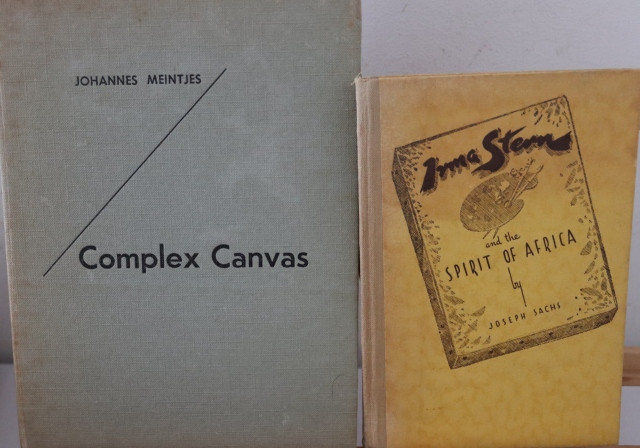 JOHANNES MEINTJES
Complex Canvas
Irma Stern
and the
SPIRIT OF AFRICA
by
JOSEPH SACHS